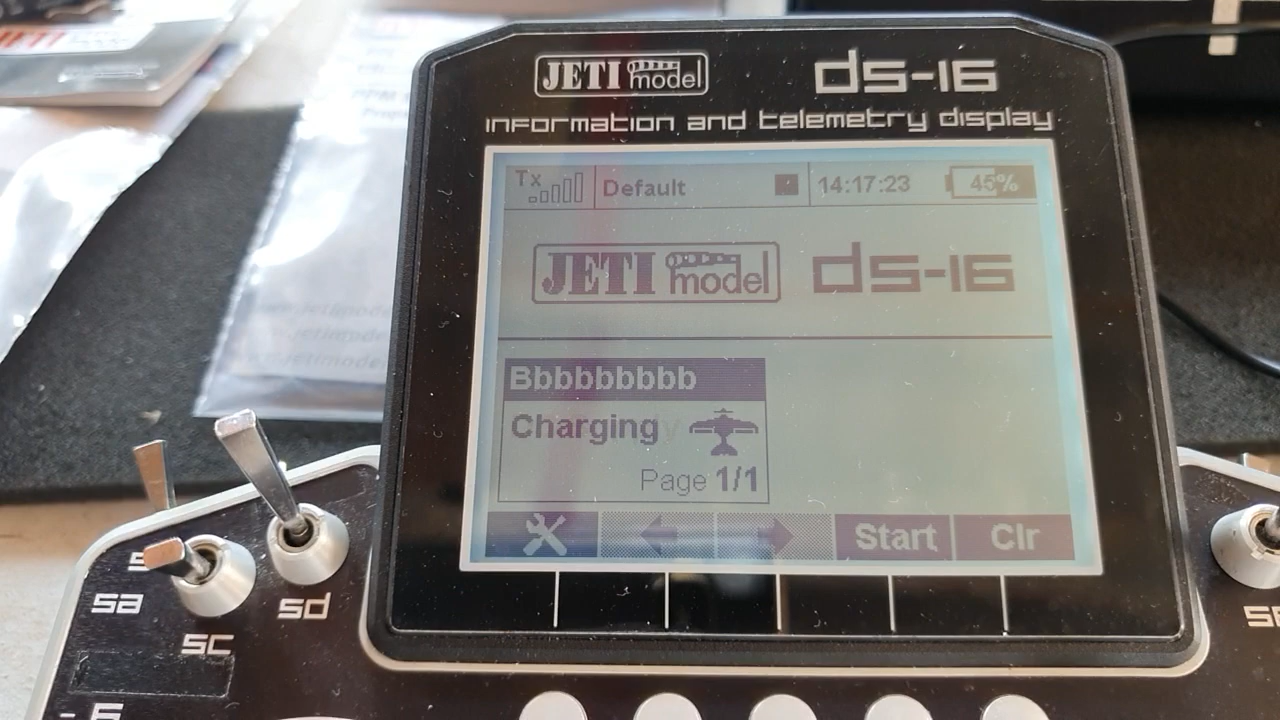 JETI
JETI model ds-16
information and telemetry display
Tx Default 14:17:23 45%
JETI model ds-16
Bbbbbbbbb
Charging
Page 1/1
Start Clr
sa
sd
sc